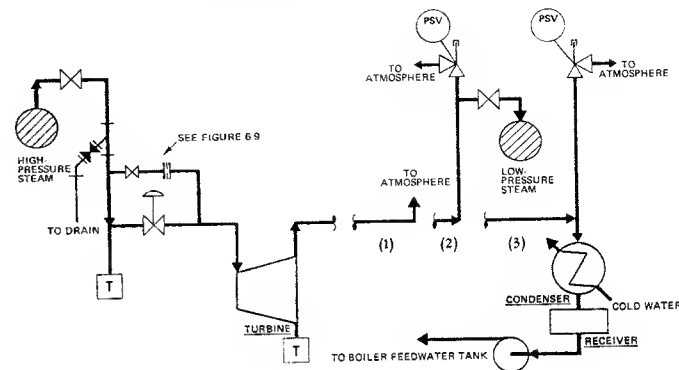 PSV
PSV
TO
ATMOSPHERE
TO
ATMOSPHERE
SEE FIGURE 6.9
HIGH-
PRESSURE
STEAM
LOW-
PRESSURE
STEAM
TO
ATMOSPHERE
TO DRAIN
(1)
(2)
(3)
T
TURBINE
T
CONDENSER
COLD WATER
RECEIVER
TO BOILER FEEDWATER TANK